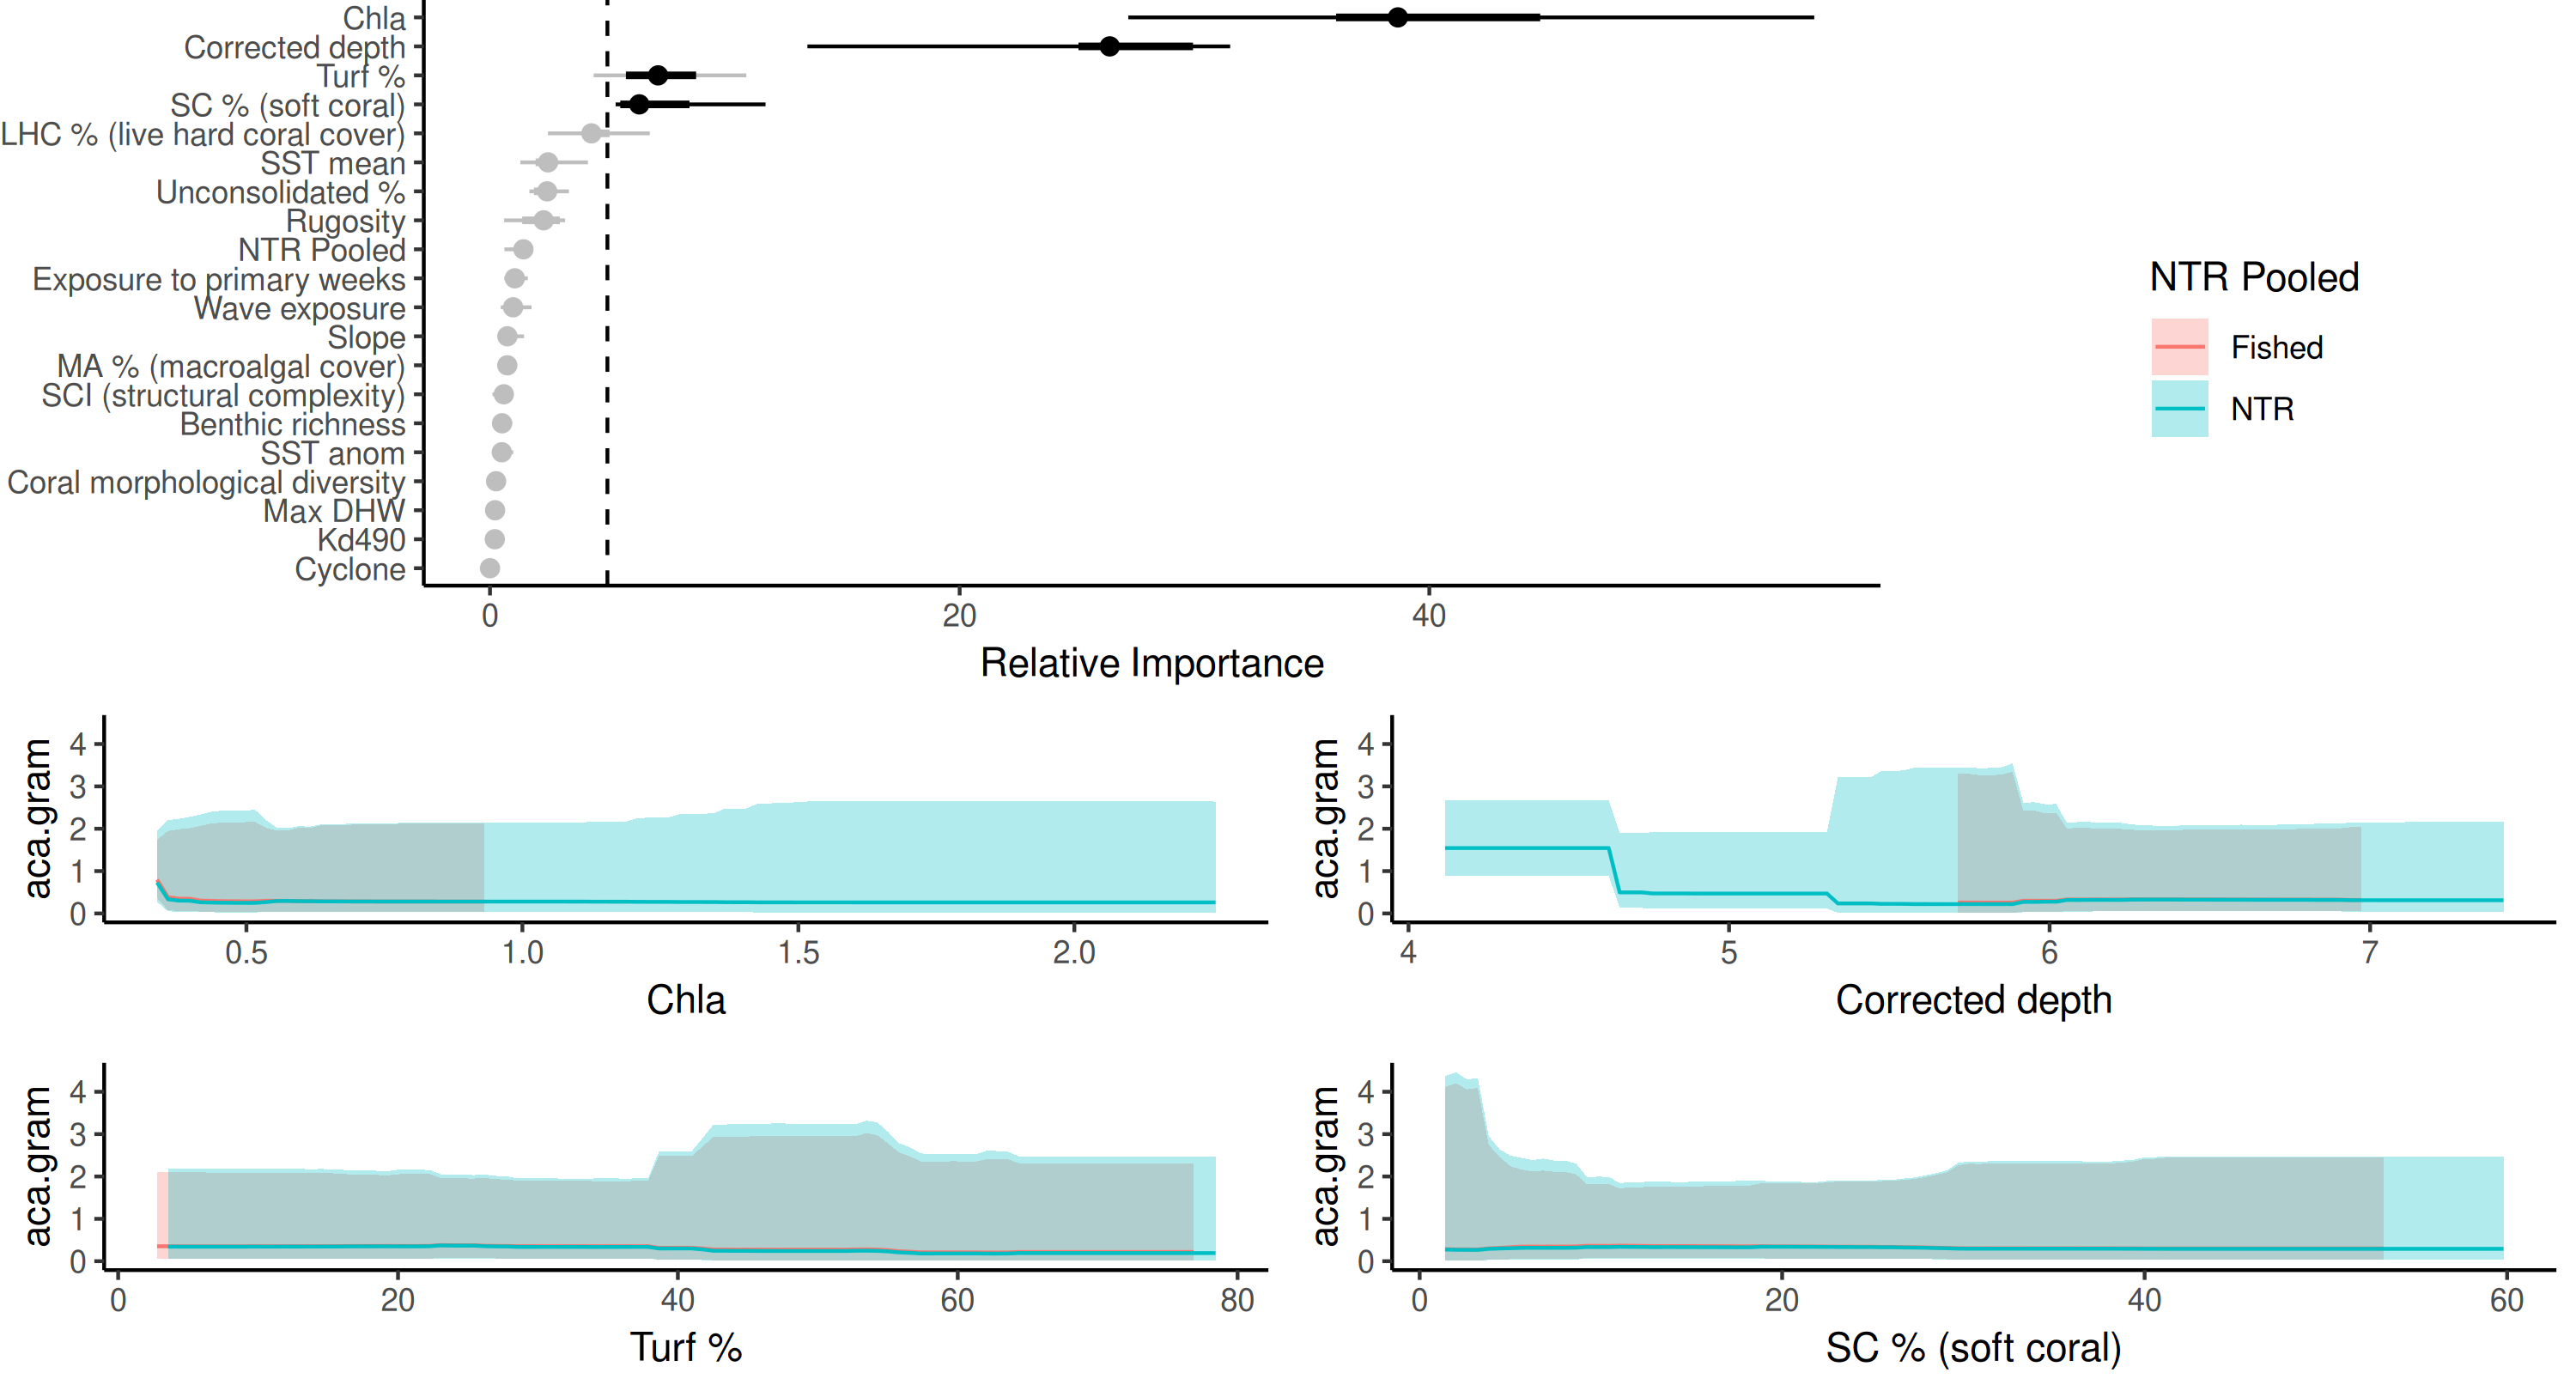 Chla
Corrected depth
Turf %
SC % (soft coral)
LHC % (live hard coral cover)
SST mean
Unconsolidated %
Rugosity
NTR Pooled
Exposure to primary weeks
Wave exposure
Slope
MA % (macroalgal cover)
SCI (structural complexity)
Benthic richness
SST anom
Coral morphological diversity
Max DHW
Kd490
Cyclone
0 20 40
Relative Importance
NTR Pooled
Fished
NTR
aca.gram
4
3
2
1
0
0.5 1.0 1.5 2.0
Chla
aca.gram
4
3
2
1
0
4 5 6 7
Corrected depth
aca.gram
4
3
2
1
0
0 20 40 60 80
Turf %
aca.gram
4
3
2
1
0
0 20 40 60
SC % (soft coral)